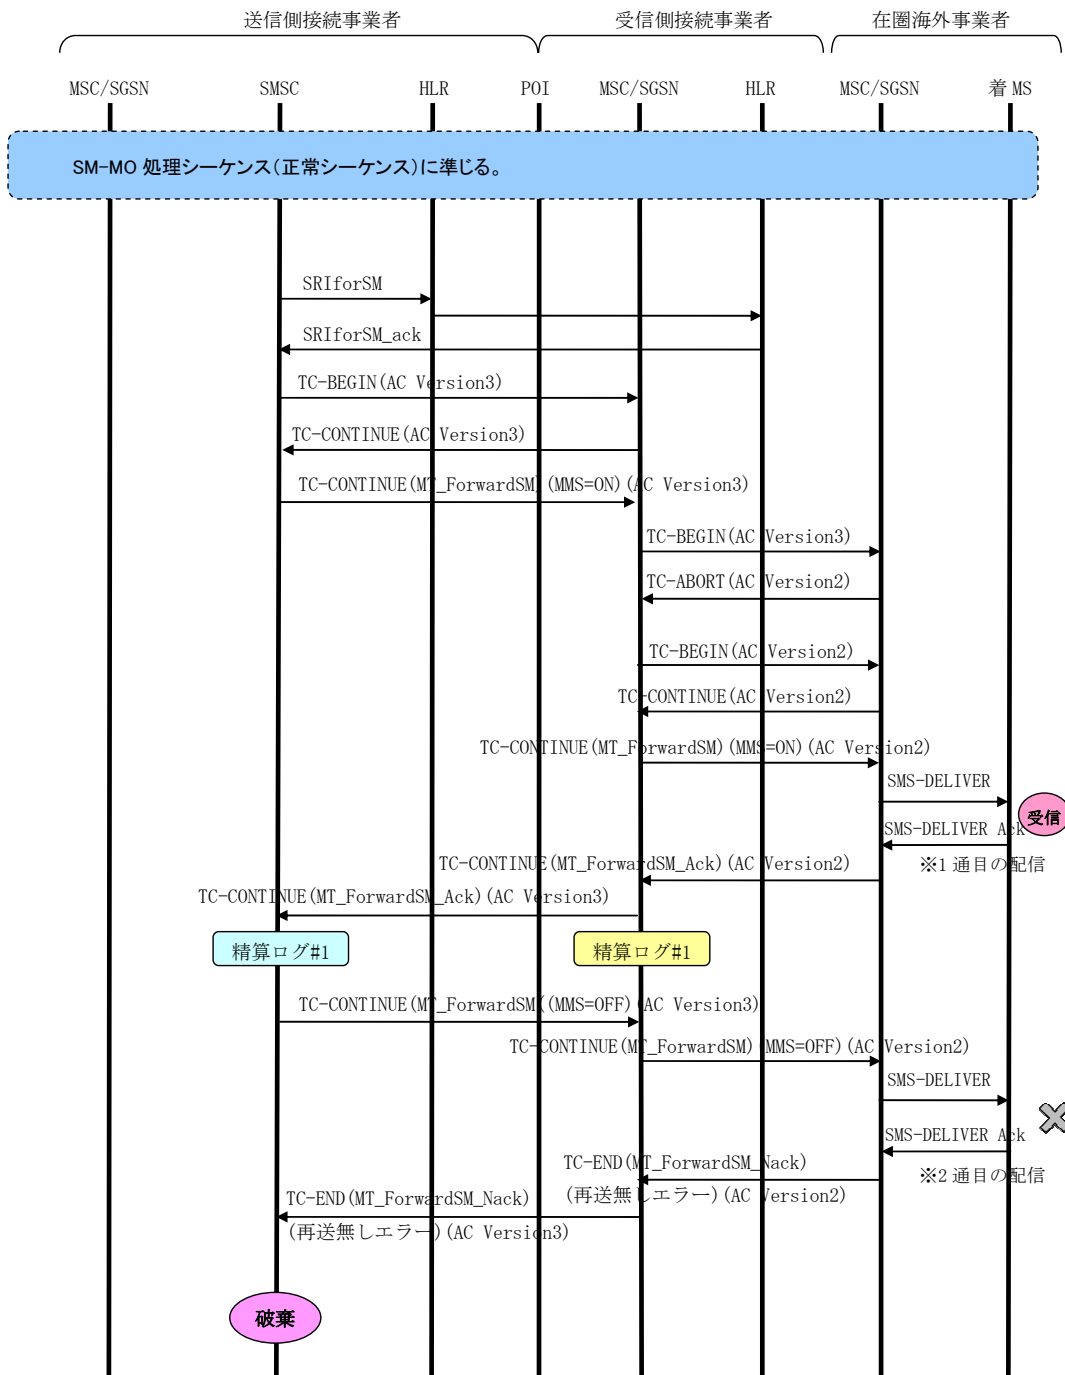 送信側接続事業者 受信側接続事業者 在圏海外事業者
MSC/SGSN SMSC HLR POI MSC/SGSN HLR MSC/SGSN 着 MS
SM-MO 処理シーケンス(正常シーケンス)に準じる。
SRIforSM
SRIforSM_ack
TC-BEGIN(AC Version3)
TC-CONTINUE(AC Version3)
TC-CONTINUE(MT_ForwardSM)(MMS=ON)(AC Version3)
TC-BEGIN(AC Version3)
TC-ABORT(AC Version2)
TC-BEGIN(AC Version2)
TC-CONTINUE(AC Version2)
TC-CONTINUE(MT_ForwardSM)(MMS=ON)(AC Version2)
SMS-DELIVER
受信
SMS-DELIVER Ack
※1 通目の配信
TC-CONTINUE(MT_ForwardSM_Ack)(AC Version2)
TC-CONTINUE(MT_ForwardSM_Ack)(AC Version3)
精算ログ#1 精算ログ#1
TC-CONTINUE(MT_ForwardSM((MMS=OFF)(AC Version3)
TC-CONTINUE(MT_ForwardSM)(MMS=OFF)(AC Version2)
SMS-DELIVER
SMS-DELIVER Ack
※2 通目の配信
TC-END(MT_ForwardSM_Nack)
(再送無しエラー)(AC Version2)
TC-END(MT_ForwardSM_Nack)
(再送無しエラー)(AC Version3)
破棄